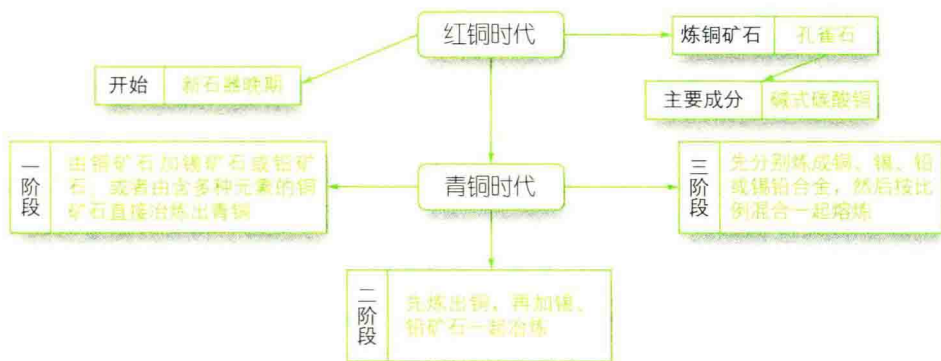 红铜时代
炼铜矿石 孔雀石
开始 新石器晚期
主要成分 碱式碳酸铜
一阶段
由铜矿石加锡矿石或铅矿
石，或者由含多种元素的铜
矿石直接冶炼出青铜
青铜时代
三阶段
先分别炼成铜、锡、铅
或锡铅合金，然后按比
例混合一起熔炼
二阶段
先炼出铜，再加锡、
铅矿石一起冶炼